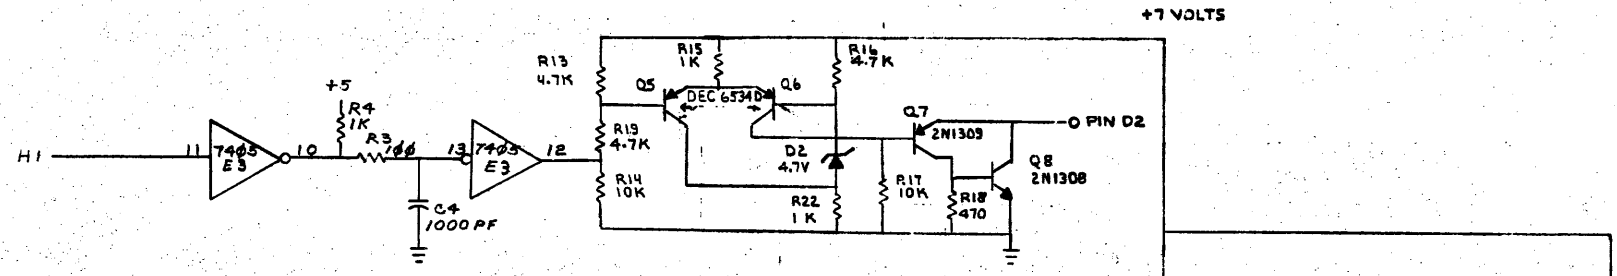 +7 VOLTS
R13
4.7K
R15
1K
R16
4.7K
Q5
Q6
DEC 6534D
+5
R4
1K
R3
100
H1
11
7405
E3
10
13
7405
E3
12
R19
4.7K
R14
10K
D2
4.7V
R22
1K
Q7
2N1309
PIN D2
R17
10K
R18
470
Q8
2N1308
C4
1000 PF